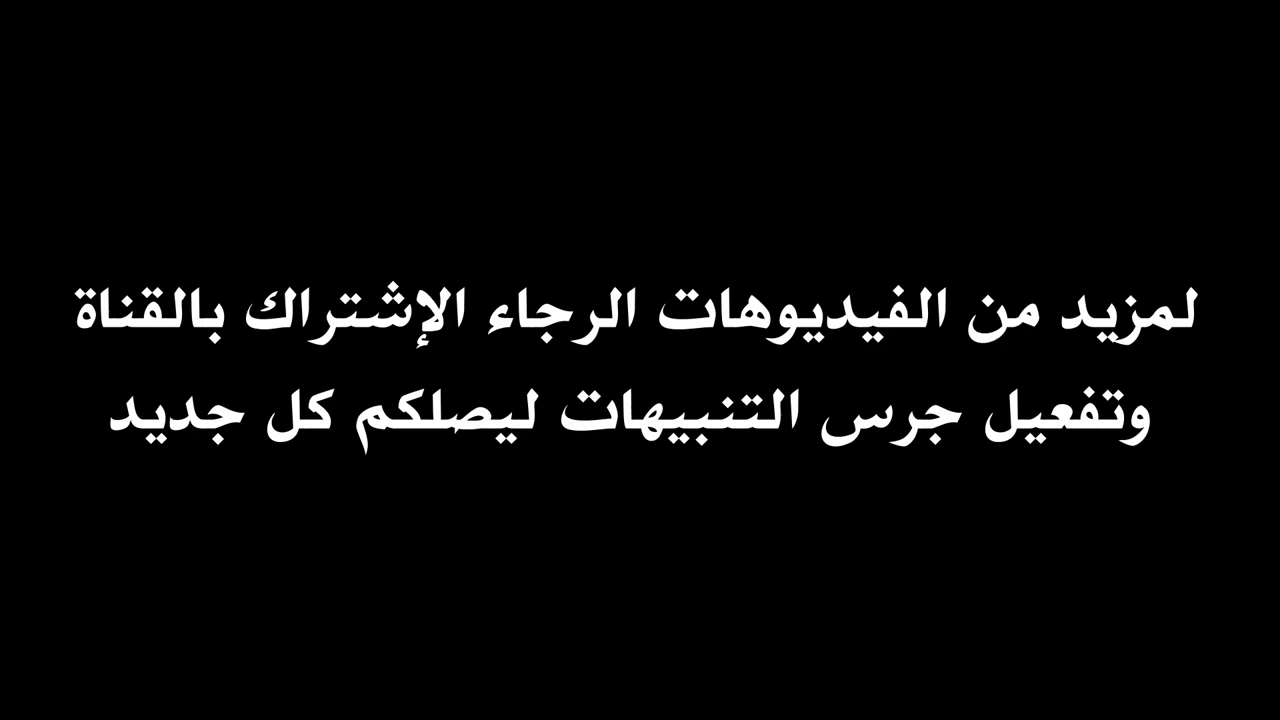 لمزيد من الفيديوهات الرجاء الإشتراك بالقناة
وتفعيل جرس التنبيهات ليصلكم كل جديد